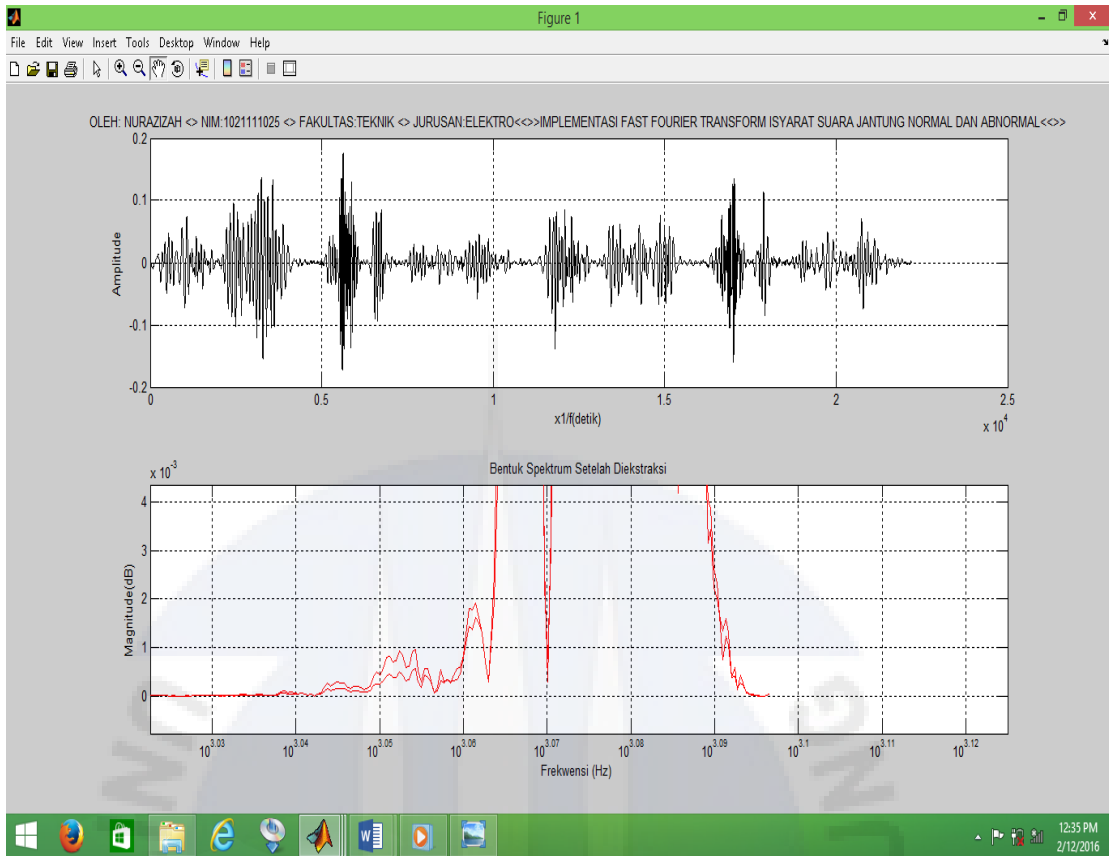 Figure 1
File Edit View Insert Tools Desktop Window Help
OLEH: NURAZIZAH <> NIM:1021111025 <> FAKULTAS:TEKNIK <> JURUSAN:ELEKTRO<<>>IMPLEMENTASI FAST FOURIER TRANSFORM ISYARAT SUARA JANTUNG NORMAL DAN ABNORMAL<<>>
0.2
0.1
0
-0.1
-0.2
Amplitude
0 0.5 1 1.5 2 2.5
x 10^4
x1/f(detik)
x 10^-3
Bentuk Spektrum Setelah Diekstraksi
4
3
2
1
0
Magnitude(dB)
10^3.03 10^3.04 10^3.05 10^3.06 10^3.07 10^3.08 10^3.09 10^3.1 10^3.11 10^3.12
Frekwensi (Hz)
12:35 PM
2/12/2016